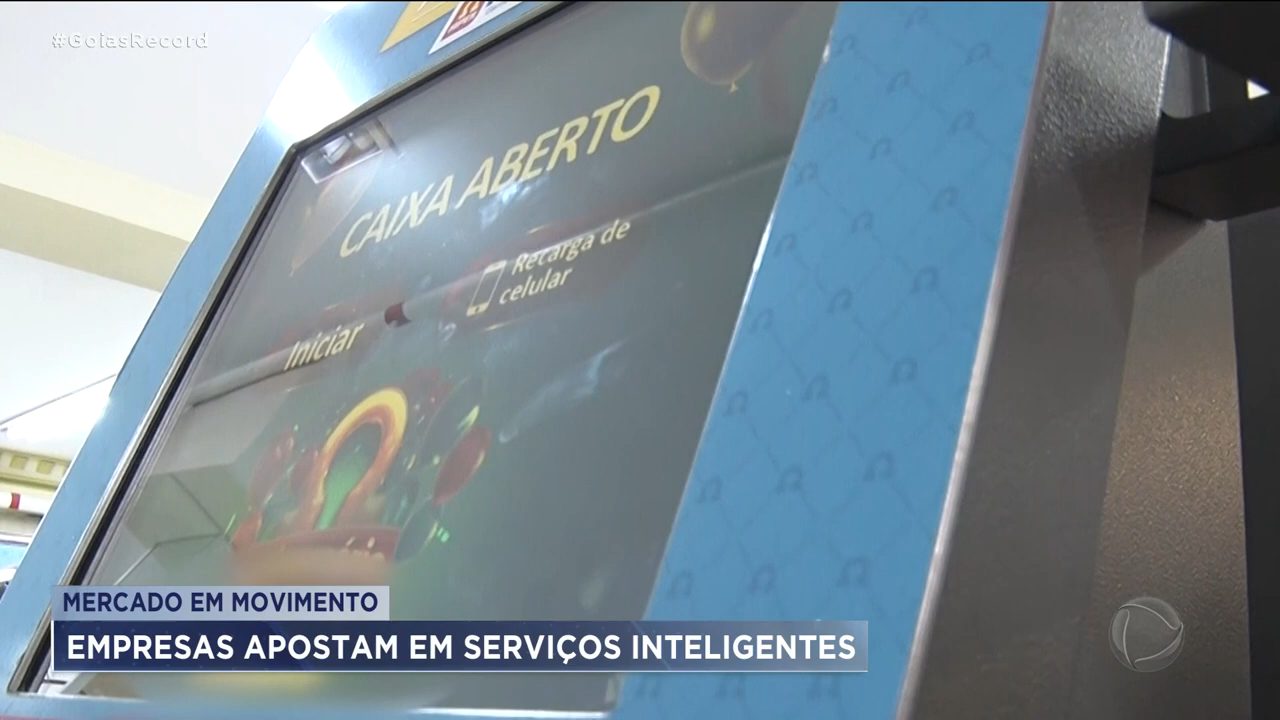 #GoiasRecord
CAIXA ABERTO
Recarga de
celular
Iniciar
MERCADO EM MOVIMENTO
EMPRESAS APOSTAM EM SERVIÇOS INTELIGENTES